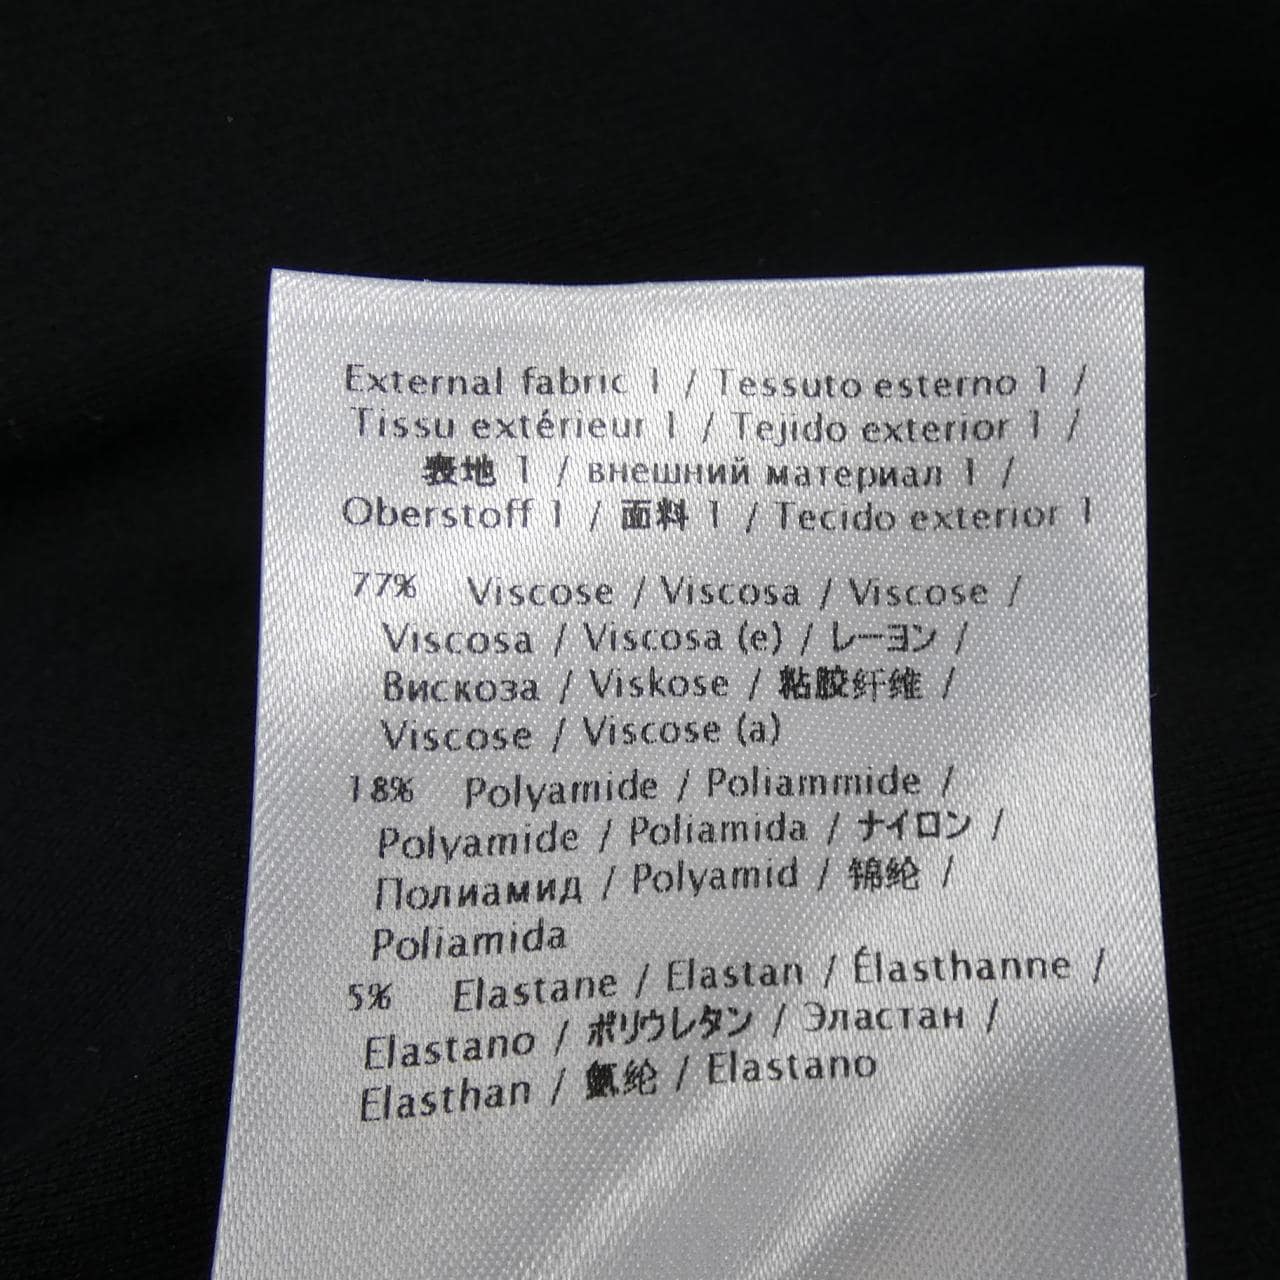 External fabric 1 / Tessuto esterno 1 /
Tissu extérieur 1 / Tejido exterior 1 /
表地 1 / внешний материал 1 /
Oberstoff 1 / 面料 1 / Tecido exterior 1
77% Viscose / Viscosa / Viscose /
Viscosa / Viscosa (e) / レーヨン /
Вискоза / Viskose / 粘胶纤维 /
Viscose / Viscose (a)
18% Polyamide / Poliammide /
Polyamide / Poliamida / ナイロン /
Полиамид / Polyamid / 锦纶 /
Poliamida
5% Elastane / Elastan / Élasthanne /
Elastano / ポリウレタン / Эластан /
Elasthan / 氨纶 / Elastano